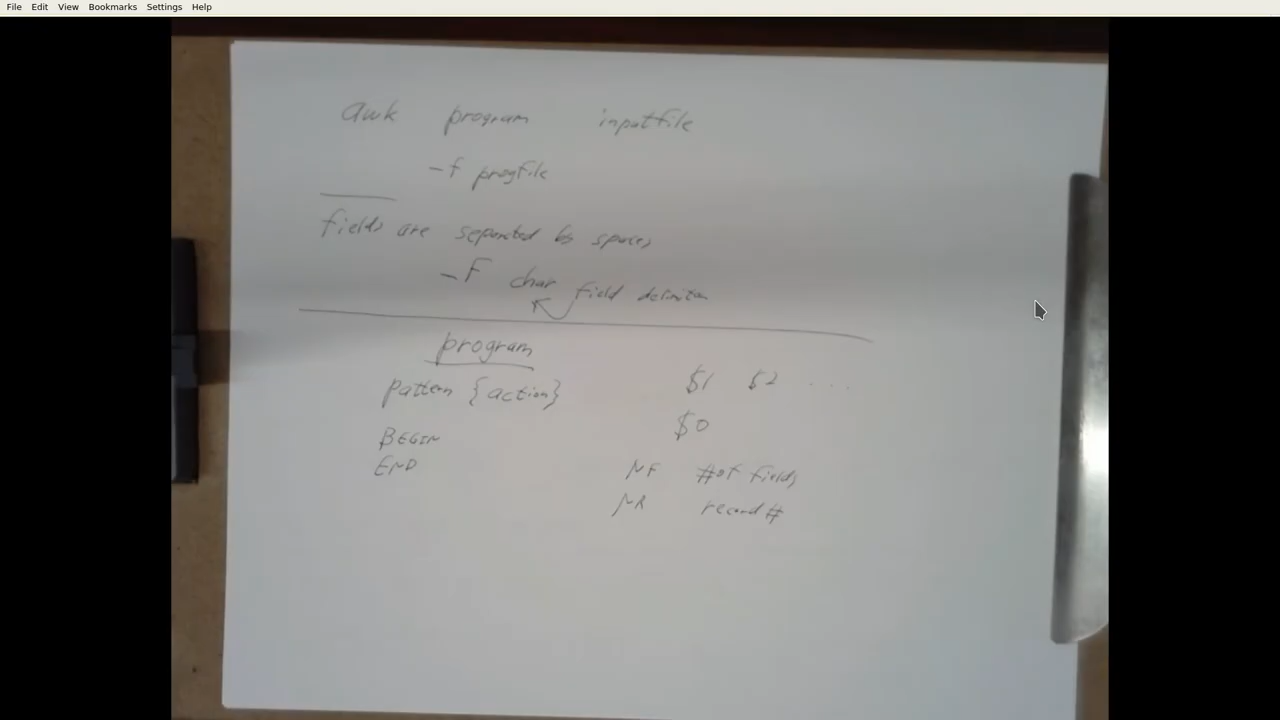 File Edit View Bookmarks Settings Help
awk program inputfile
-f progfile
fields are separated by spaces
-F char field delimiter
program
pattern {action} $1 $2 ....
$0
BEGIN
END
NF # of fields
NR record #